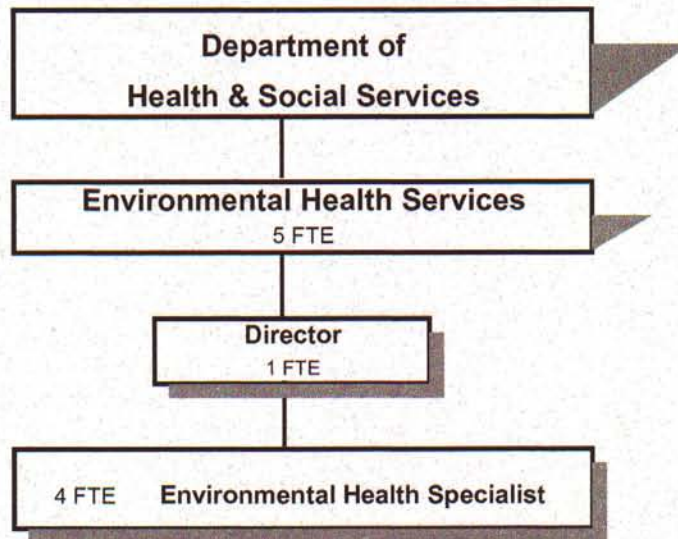 Department of
Health & Social Services
Environmental Health Services
5 FTE
Director
1 FTE
4 FTE Environmental Health Specialist